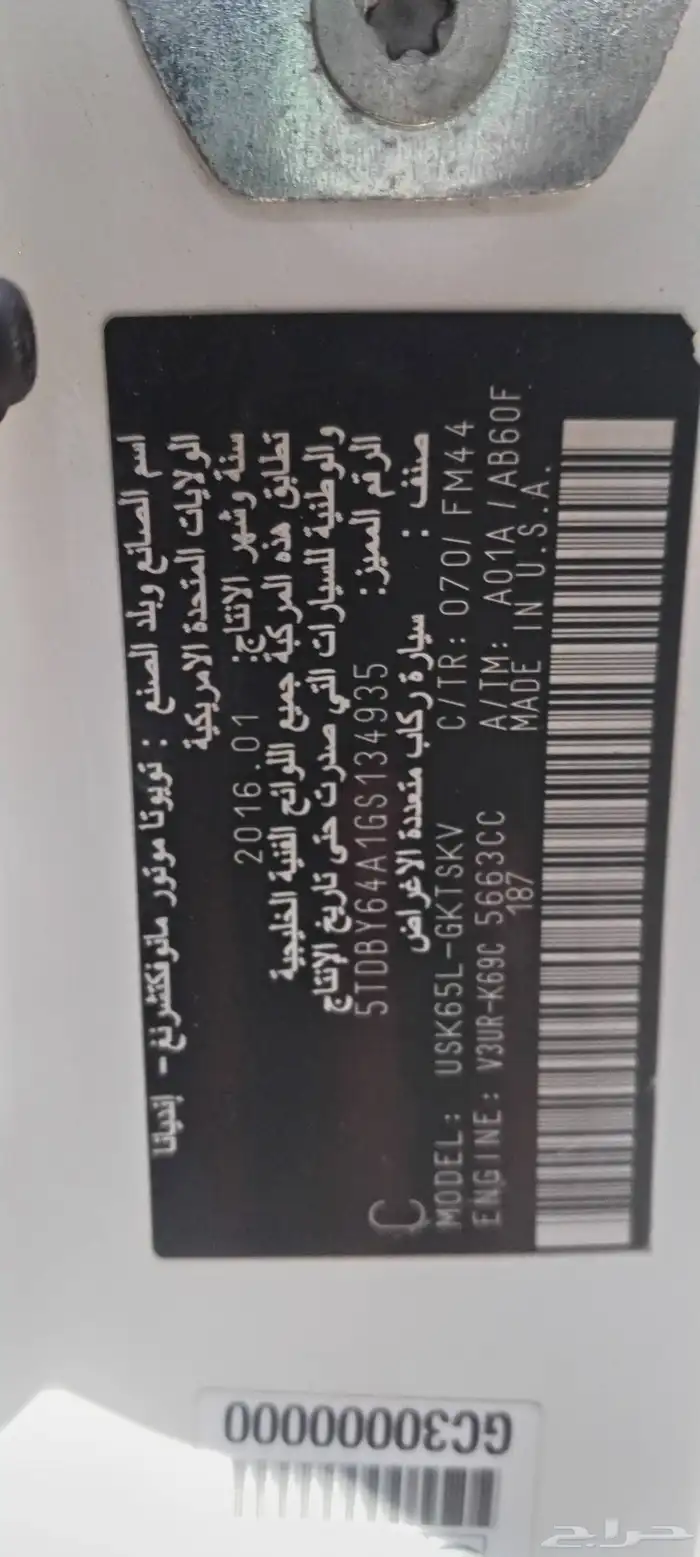 اسم الصانع وبلد الصنع : تويوتا موتور مانوفكتشرنغ- إنديانا
الولايات المتحدة الامريكية
سنة وشهر الانتاج: 2016.01
تطابق هذه المركبة جميع اللوائح الفنية الخليجية
والوطنية للسيارات التي صدرت حتى تاريخ الإنتاج
الرقم المميز: 5TDBY64A1GS134935
صنف : سيارة ركاب متعددة الاغراض
C
MODEL: USK65L-GKTSKV C/TR: 070/ FM44
ENGINE: V3UR-K69C 5663CC A/TM: A01A /AB60F
187 MADE IN U.S.A.
GC30000000
حراج